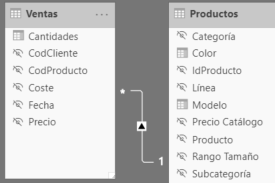 Ventas
Cantidades
CodCliente
CodProducto
Coste
Fecha
Precio
*
1
Productos
Categoría
Color
IdProducto
Línea
Modelo
Precio Catálogo
Producto
Rango Tamaño
Subcategoría